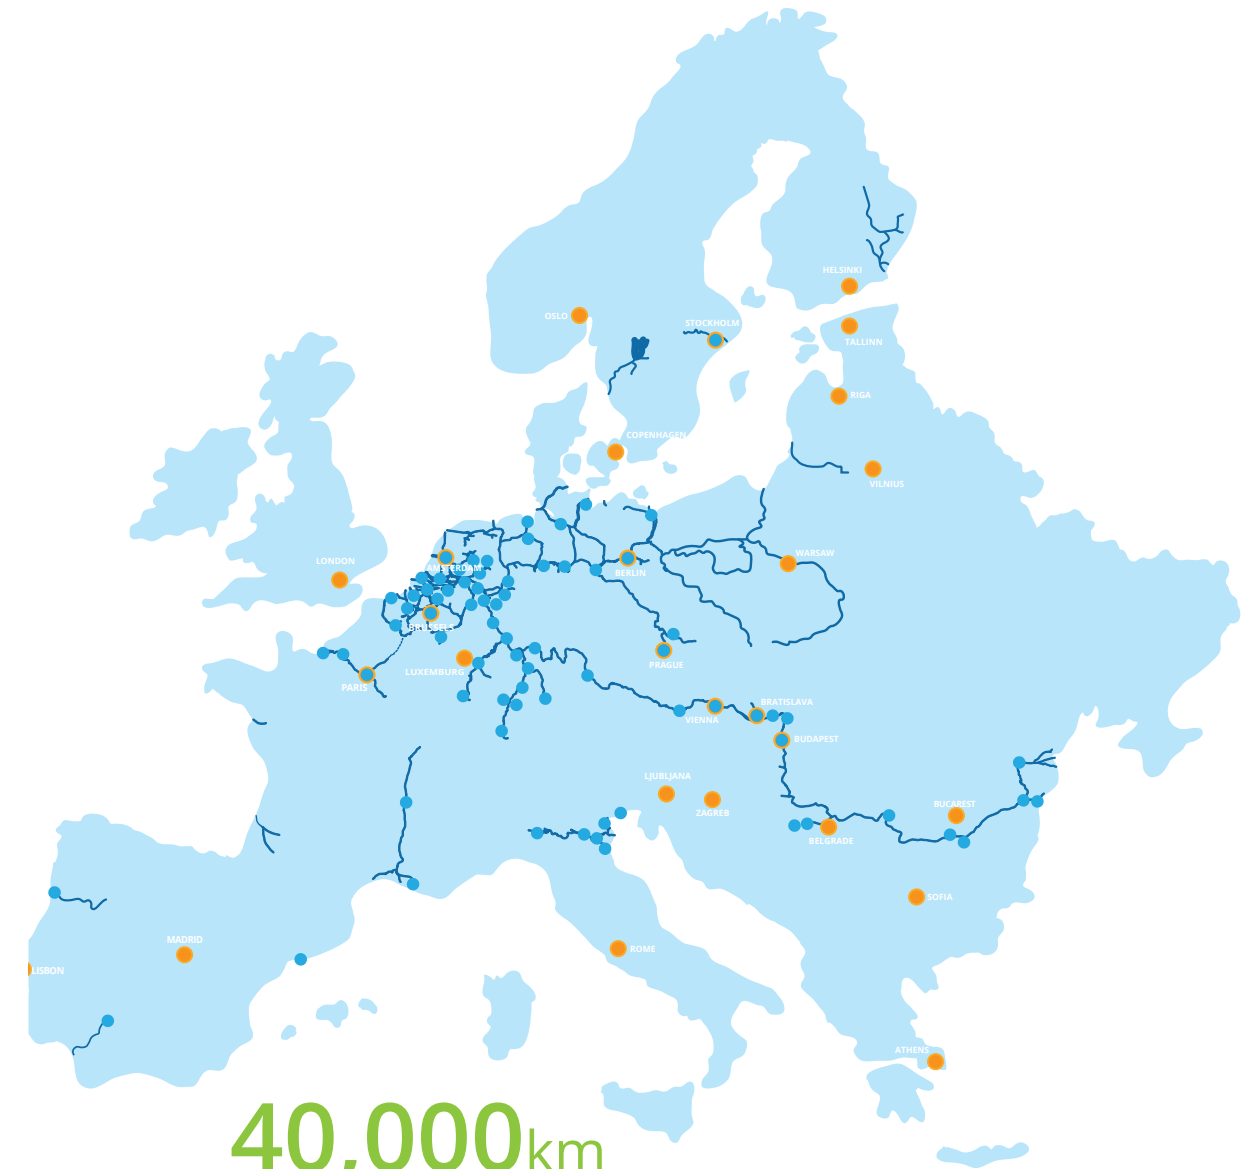 HELSINKI
OSLO
STOCKHOLM
TALLINN
RIGA
COPENHAGEN
VILNIUS
LONDON
WARSAW
AMSTERDAM
BERLIN
BRUSSELS
PRAGUE
LUXEMBURG
PARIS
BRATISLAVA
VIENNA
BUDAPEST
LJUBLJANA
ZAGREB
BUCAREST
BELGRADE
SOFIA
MADRID
ROME
LISBON
ATHENS
40,000km